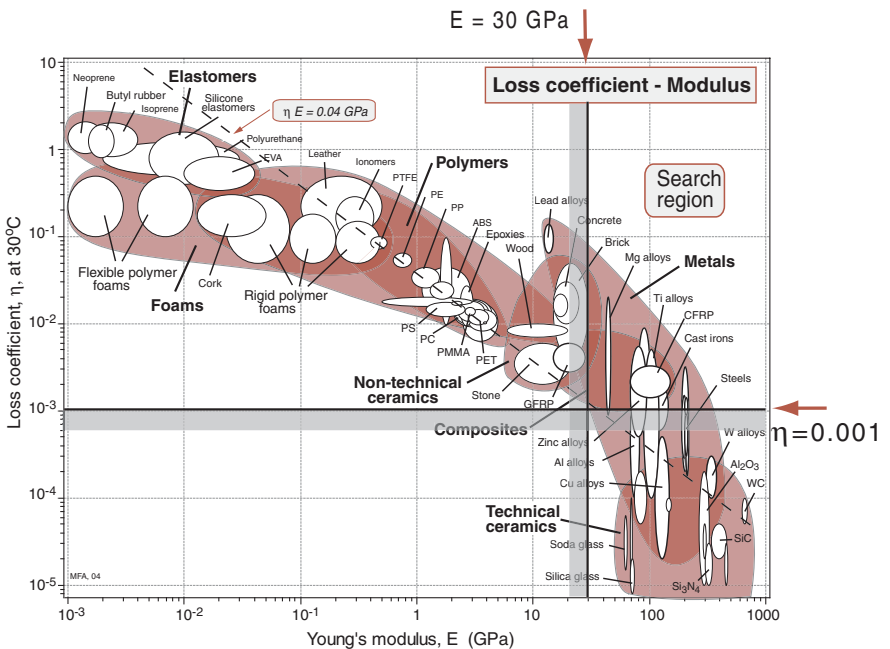 E = 30 GPa
Loss coefficient - Modulus
10
Neoprene
Elastomers
Butyl rubber
Silicone
elastomers
Isoprene
η E = 0.04 GPa
Search
region
1
Polyurethane
EVA
Leather
Ionomers
Polymers
PTFE
PE
PP
Lead alloys
Concrete
ABS
Epoxies
Brick
10-1
Wood
Mg alloys
Metals
Flexible polymer
foams
Cork
Foams
Rigid polymer
foams
Ti alloys
CFRP
Cast irons
10-2
PS
PC
PMMA
PET
Non-technical
ceramics
Stone
GFRP
Steels
10-3
η=0.001
Composites
Zinc alloys
W alloys
Al alloys
Al2O3
Cu alloys
WC
10-4
Technical
ceramics
Soda glass
SiC
MFA, 04
Silica glass
Si3N4
10-5
10-3
10-2
10-1
1
10
100
1000
Loss coefficient, η, at 30oC
Young's modulus, E (GPa)